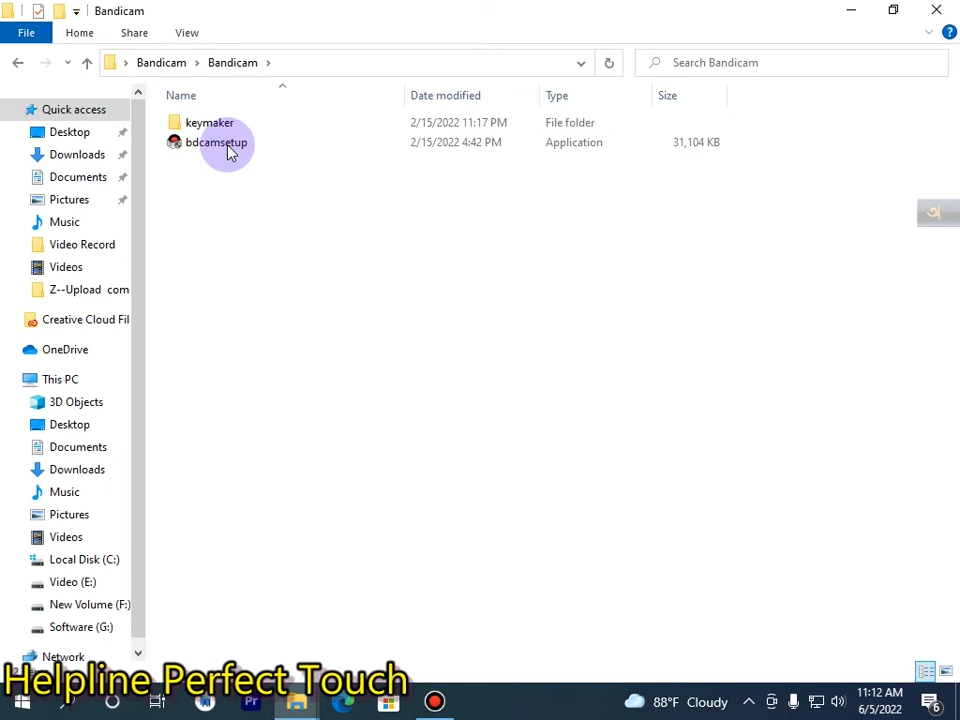 Bandicam
File Home Share View
Bandicam Bandicam
Search Bandicam
Name Date modified Type Size
Quick access
keymaker 2/15/2022 11:17 PM File folder
Desktop
bdcamsetup 2/15/2022 4:42 PM Application 31,104 KB
Downloads
Documents
Pictures
Music
অ
Video Record
Videos
Z--Upload com
Creative Cloud Fil
OneDrive
This PC
3D Objects
Desktop
Documents
Downloads
Music
Pictures
Videos
Local Disk (C:)
Video (E:)
New Volume (F:)
Software (G:)
Network
Helpline Perfect Touch
Pr
88°F Cloudy
11:12 AM
6/5/2022
6